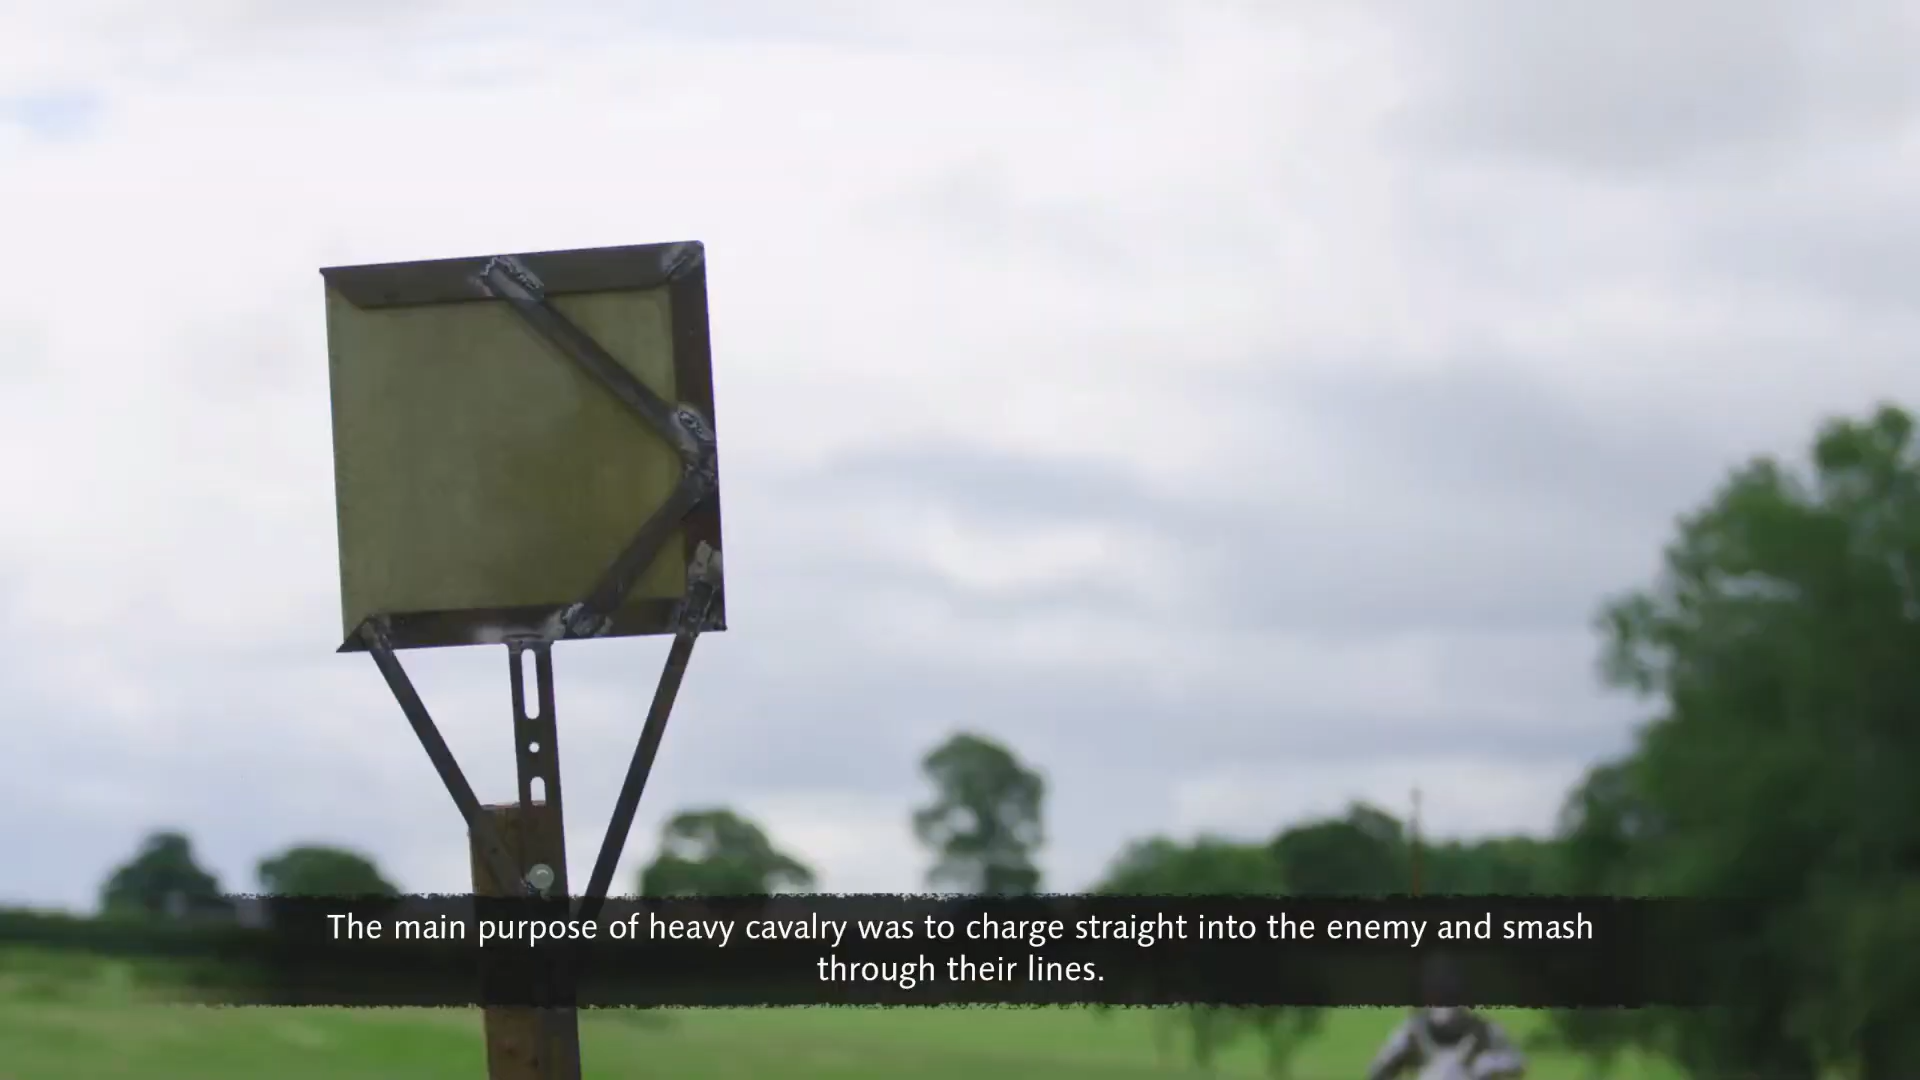 The main purpose of heavy cavalry was to charge straight into the enemy and smash
through their lines.